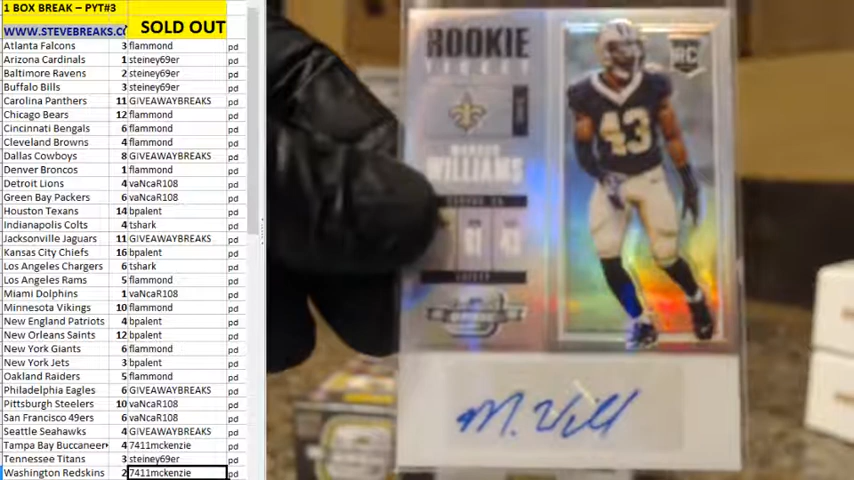 1 BOX BREAK – PYT#3
WWW.STEVEBREAKS.C
SOLD OUT
Atlanta Falcons 3 flammond pd
Arizona Cardinals 1 steiney69er pd
Baltimore Ravens 2 steiney69er pd
Buffalo Bills 3 steiney69er pd
Carolina Panthers 11 GIVEAWAYBREAKS pd
Chicago Bears 12 flammond pd
Cincinnati Bengals 6 flammond pd
Cleveland Browns 4 flammond pd
Dallas Cowboys 8 GIVEAWAYBREAKS pd
Denver Broncos 1 flammond pd
Detroit Lions 4 vaNcaR108 pd
Green Bay Packers 6 vaNcaR108 pd
Houston Texans 14 bpalent pd
Indianapolis Colts 4 tshark pd
Jacksonville Jaguars 11 GIVEAWAYBREAKS pd
Kansas City Chiefs 16 bpalent pd
Los Angeles Chargers 6 tshark pd
Los Angeles Rams 5 flammond pd
Miami Dolphins 1 vaNcaR108 pd
Minnesota Vikings 10 flammond pd
New England Patriots 4 bpalent pd
New Orleans Saints 12 bpalent pd
New York Giants 6 flammond pd
New York Jets 3 bpalent pd
Oakland Raiders 5 flammond pd
Philadelphia Eagles 6 GIVEAWAYBREAKS pd
Pittsburgh Steelers 10 vaNcaR108 pd
San Francisco 49ers 6 vaNcaR108 pd
Seattle Seahawks 4 GIVEAWAYBREAKS pd
Tampa Bay Buccaneer 4 7411mckenzie pd
Tennessee Titans 3 steiney69er pd
Washington Redskins 2 7411mckenzie pd
ROOKIE
TICKET
RC
MARCUS
WILLIAMS
43
SAFETY
M. Will